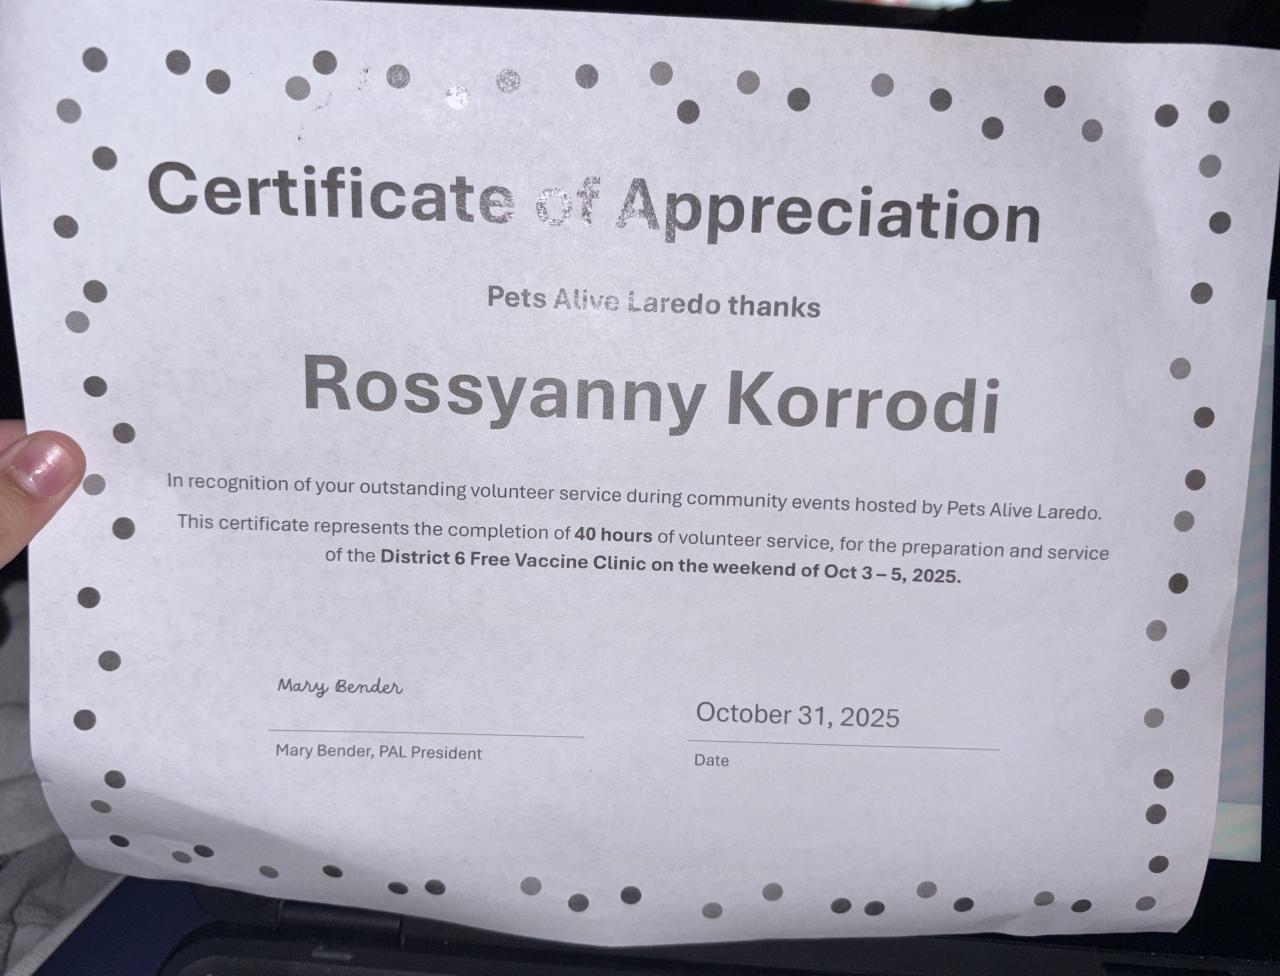 Certificate of Appreciation
Pets Alive Laredo thanks
Rossyanny Korrodi
In recognition of your outstanding volunteer service during community events hosted by Pets Alive Laredo.
This certificate represents the completion of 40 hours of volunteer service, for the preparation and service
of the District 6 Free Vaccine Clinic on the weekend of Oct 3 – 5, 2025.
Mary Bender
Mary Bender, PAL President
October 31, 2025
Date